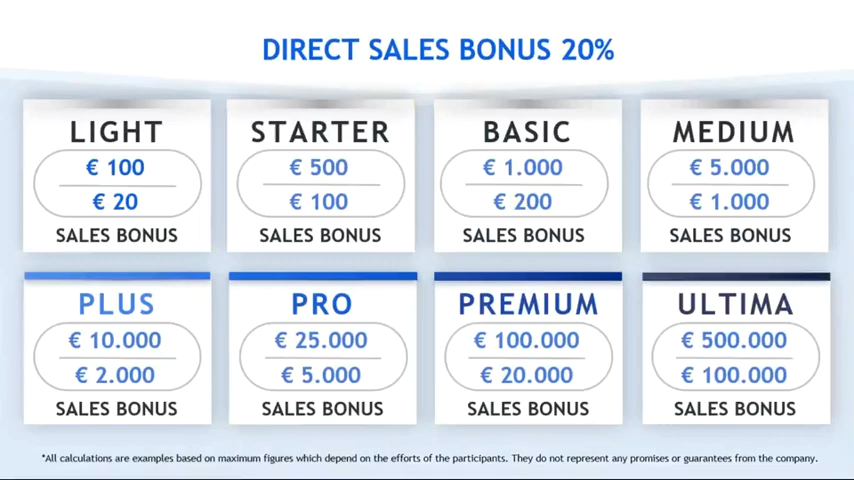 DIRECT SALES BONUS 20%
LIGHT
€ 100
€ 20
SALES BONUS
STARTER
€ 500
€ 100
SALES BONUS
BASIC
€ 1.000
€ 200
SALES BONUS
MEDIUM
€ 5.000
€ 1.000
SALES BONUS
PLUS
€ 10.000
€ 2.000
SALES BONUS
PRO
€ 25.000
€ 5.000
SALES BONUS
PREMIUM
€ 100.000
€ 20.000
SALES BONUS
ULTIMA
€ 500.000
€ 100.000
SALES BONUS
*All calculations are examples based on maximum figures which depend on the efforts of the participants. They do not represent any promises or guarantees from the company.